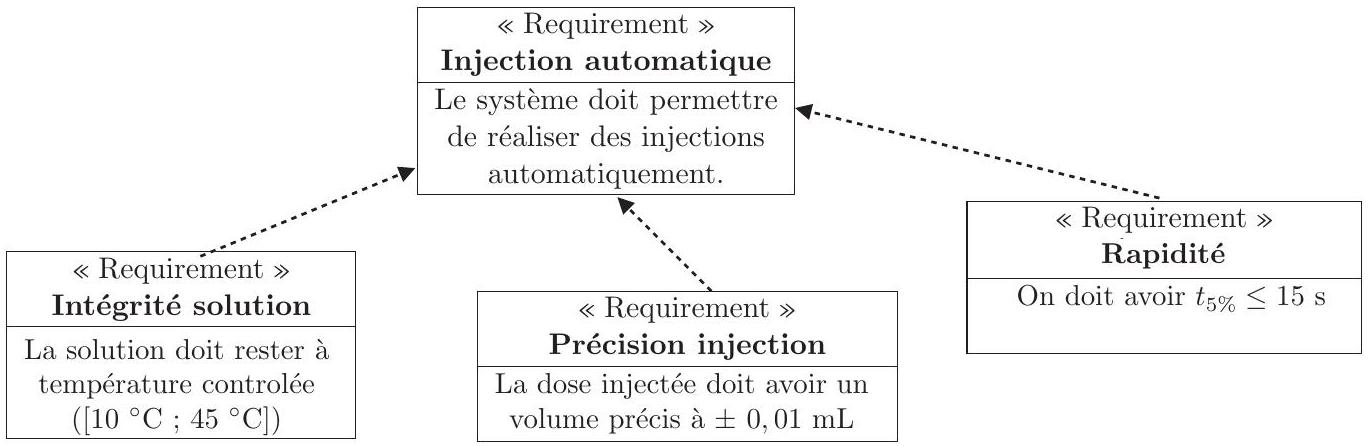 « Requirement »
Injection automatique
Le système doit permettre
de réaliser des injections
automatiquement.
« Requirement »
Intégrité solution
La solution doit rester à
température controlée
([10 °C ; 45 °C])
« Requirement »
Précision injection
La dose injectée doit avoir un
volume précis à ± 0,01 mL
« Requirement »
Rapidité
On doit avoir t5% ≤ 15 s